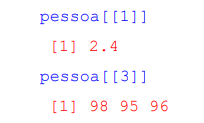 pessoa[[1]]
[1] 2.4
pessoa[[3]]
[1] 98 95 96